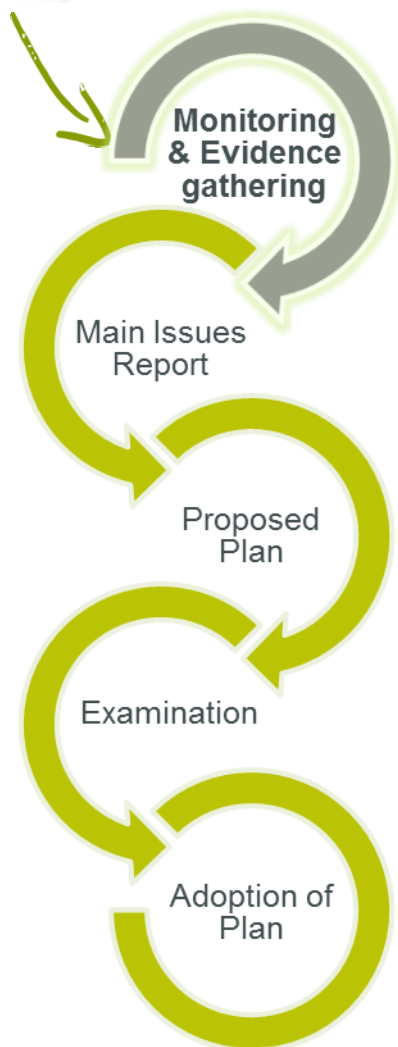 Monitoring
& Evidence
gathering
Main Issues
Report
Proposed
Plan
Examination
Adoption of
Plan